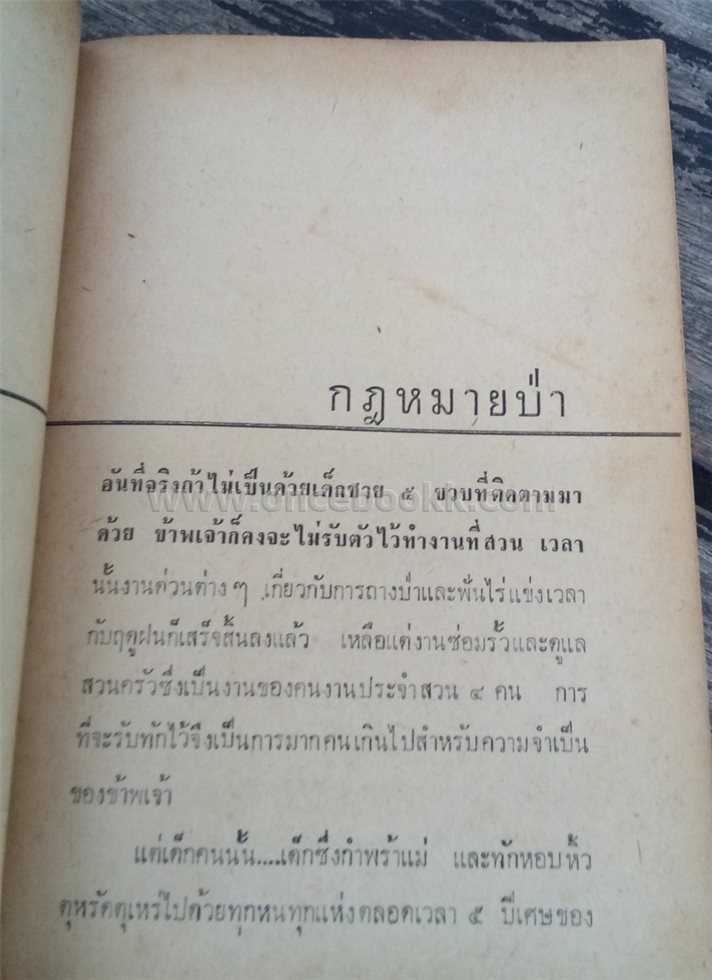 กฎหมายป่า
อันที่จริงถ้าไม่เป็นด้วยเด็กชาย ๕ ขวบที่ติดตามมา
www.oncebookk.com
ด้วย ข้าพเจ้าก็คงจะไม่รับตัวไว้ทำงานที่สวน เวลา
นั้นงานด่วนต่างๆ เกี่ยวกับการถางป่าและฟันไร่แข่งเวลา
กับฤดูฝนก็เสร็จสิ้นลงแล้ว เหลือแต่งานซ่อมรั้วและดูแล
สวนครัวซึ่งเป็นงานของคนงานประจำสวน ๔ คน การ
ที่จะรับทักไว้จึงเป็นการมากคนเกินไปสำหรับความจำเป็น
ของข้าพเจ้า
แต่เด็กคนนั้น....เด็กซึ่งกำพร้าแม่ และทักหอบหิ้ว
ตุหรัดตุเหร่ไปด้วยทุกหนทุกแห่งตลอดเวลา ๕ ปีเศษของ